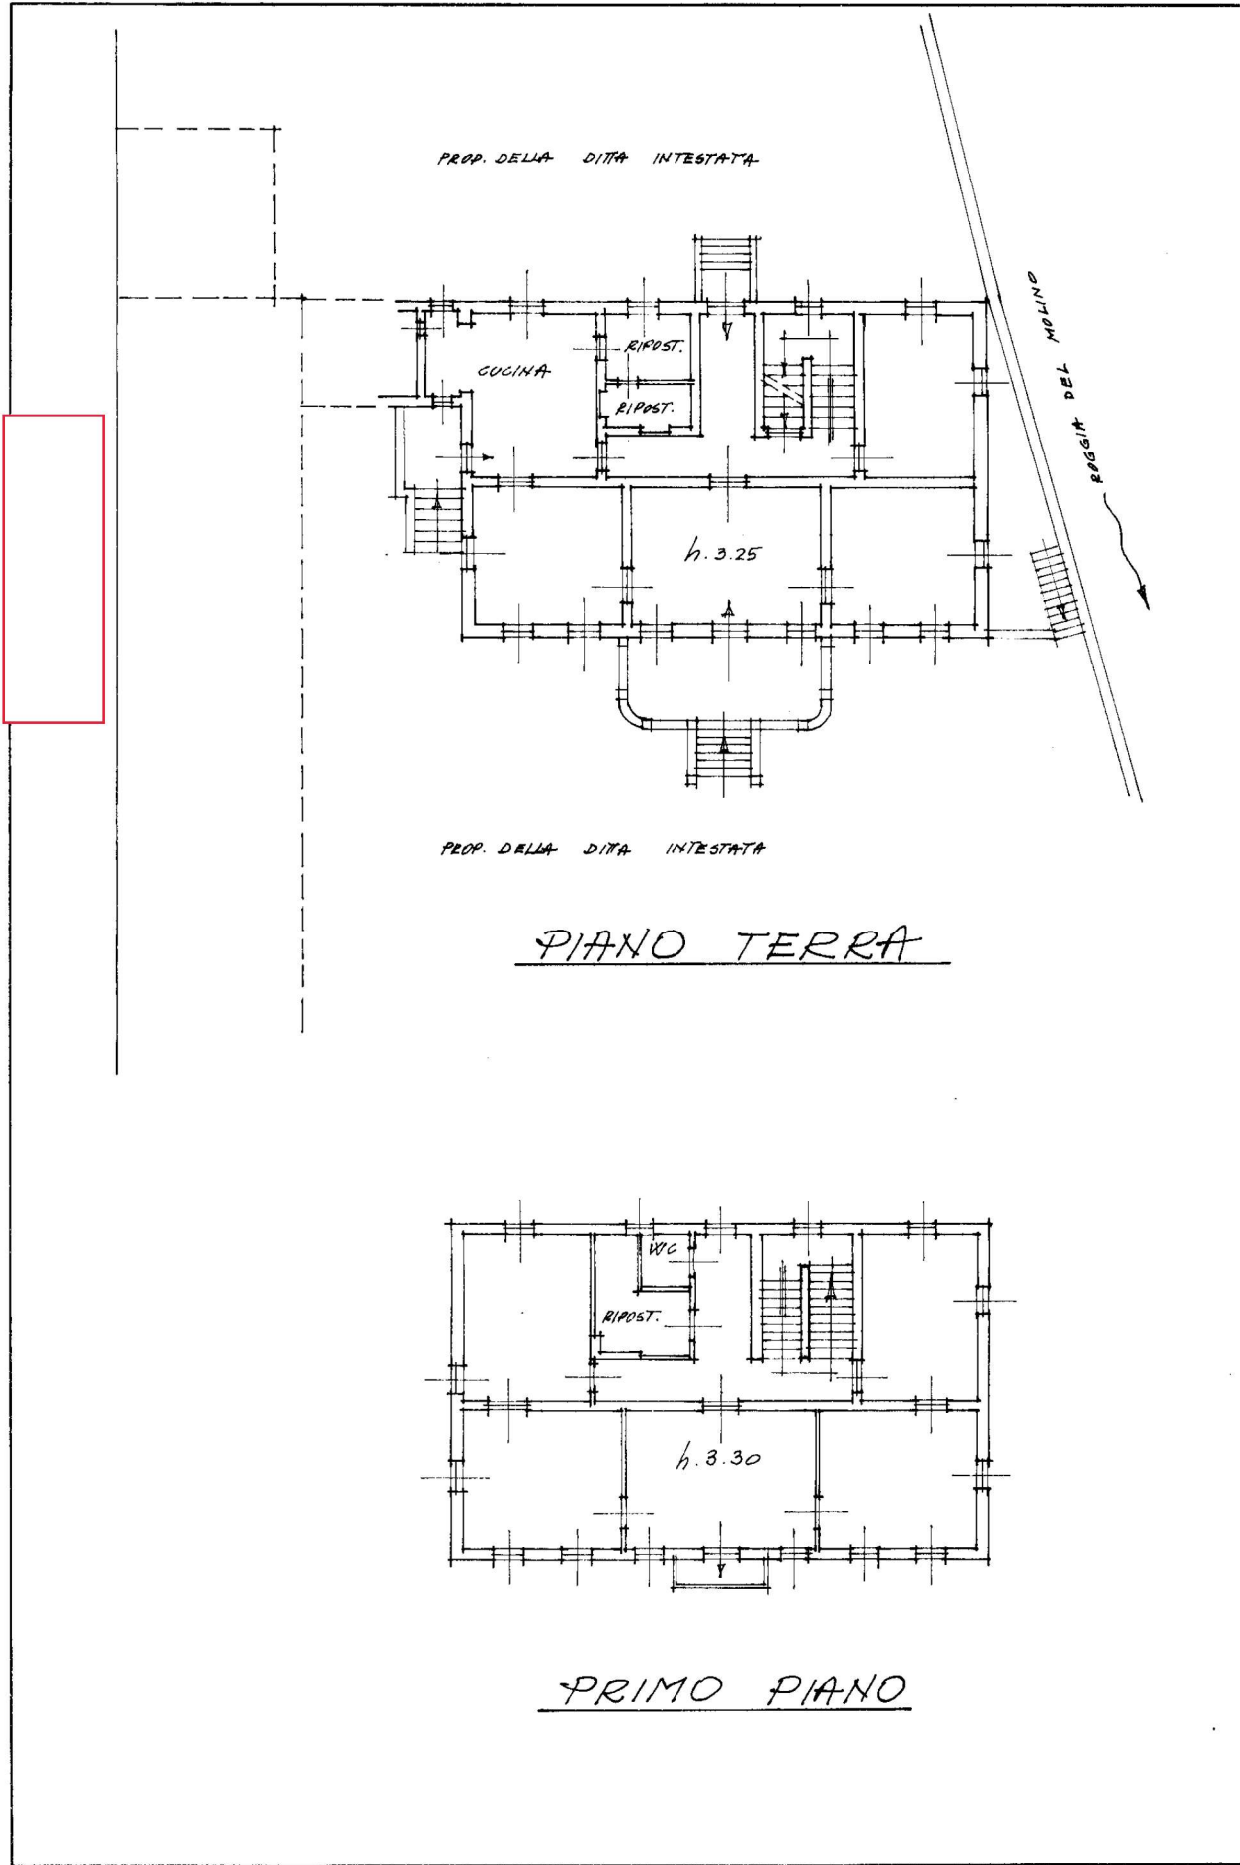 PROP. DELLA DITTA INTESTATA
ROGGIA DEL MOLINO
RIPOST.
CUCINA
RIPOST.
h. 3.25
PROP. DELLA DITTA INTESTATA
PIANO TERRA
WC
RIPOST.
h. 3.30
PRIMO PIANO